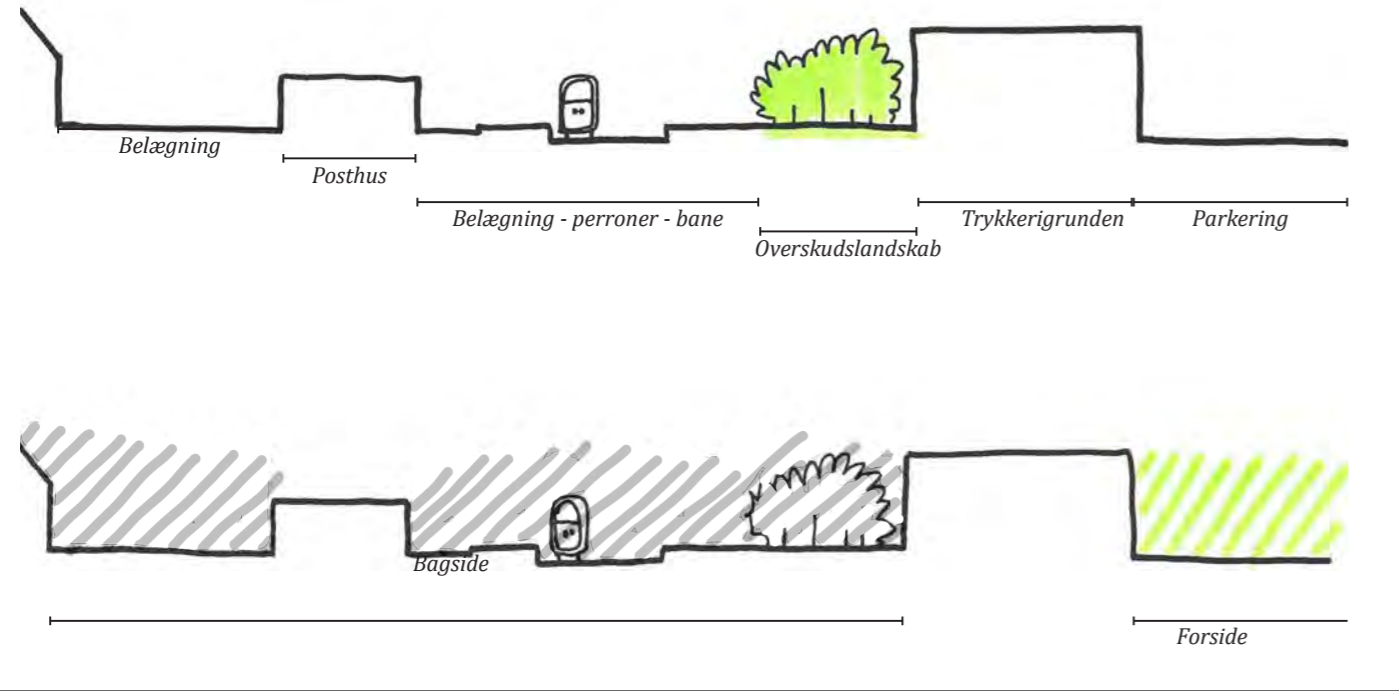 Belægning
Posthus
Belægning - perroner - bane
Trykkerigrunden
Parkering
Overskudslandskab
Bagside
Forside